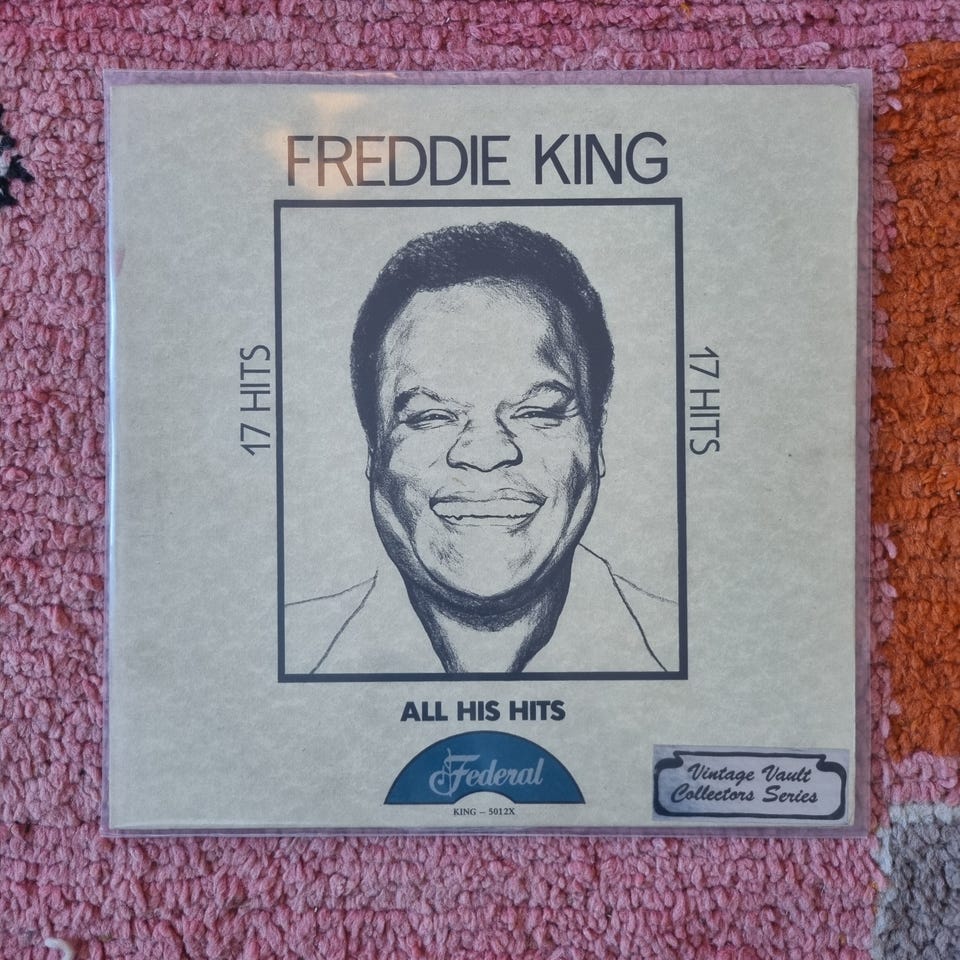 FREDDIE KING
17 HITS
17 HITS
ALL HIS HITS
Federal
KING – 5012X
Vintage Vault
Collectors Series